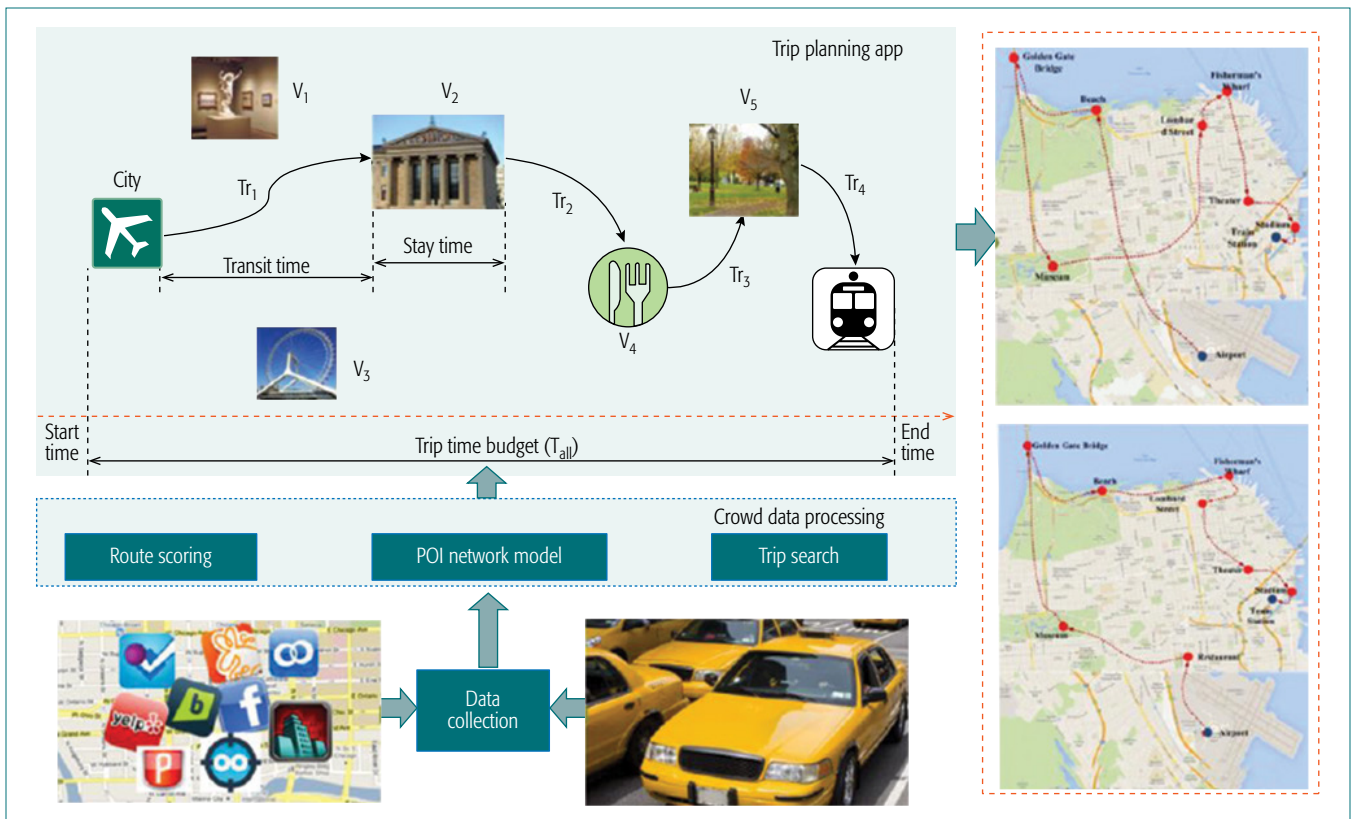 Trip planning app
V1
V2
V5
City
Tr1
Tr2
Tr4
Stay time
Transit time
Tr3
V4
V3
Start
time
Trip time budget (Tall)
End
time
Crowd data processing
Route scoring
POI network model
Trip search
Data
collection
yelp
b
f
P
Golden Gate
Bridge
Fisherman's
Wharf
Beach
Lombar
d Street
Theater
Stadium
Train
Station
Museum
Airport
Golden Gate Bridge
Fisherman's
Wharf
Beach
Lombard
Street
Theater
Stadium
Train
Station
Museum
Restaurant
Airport